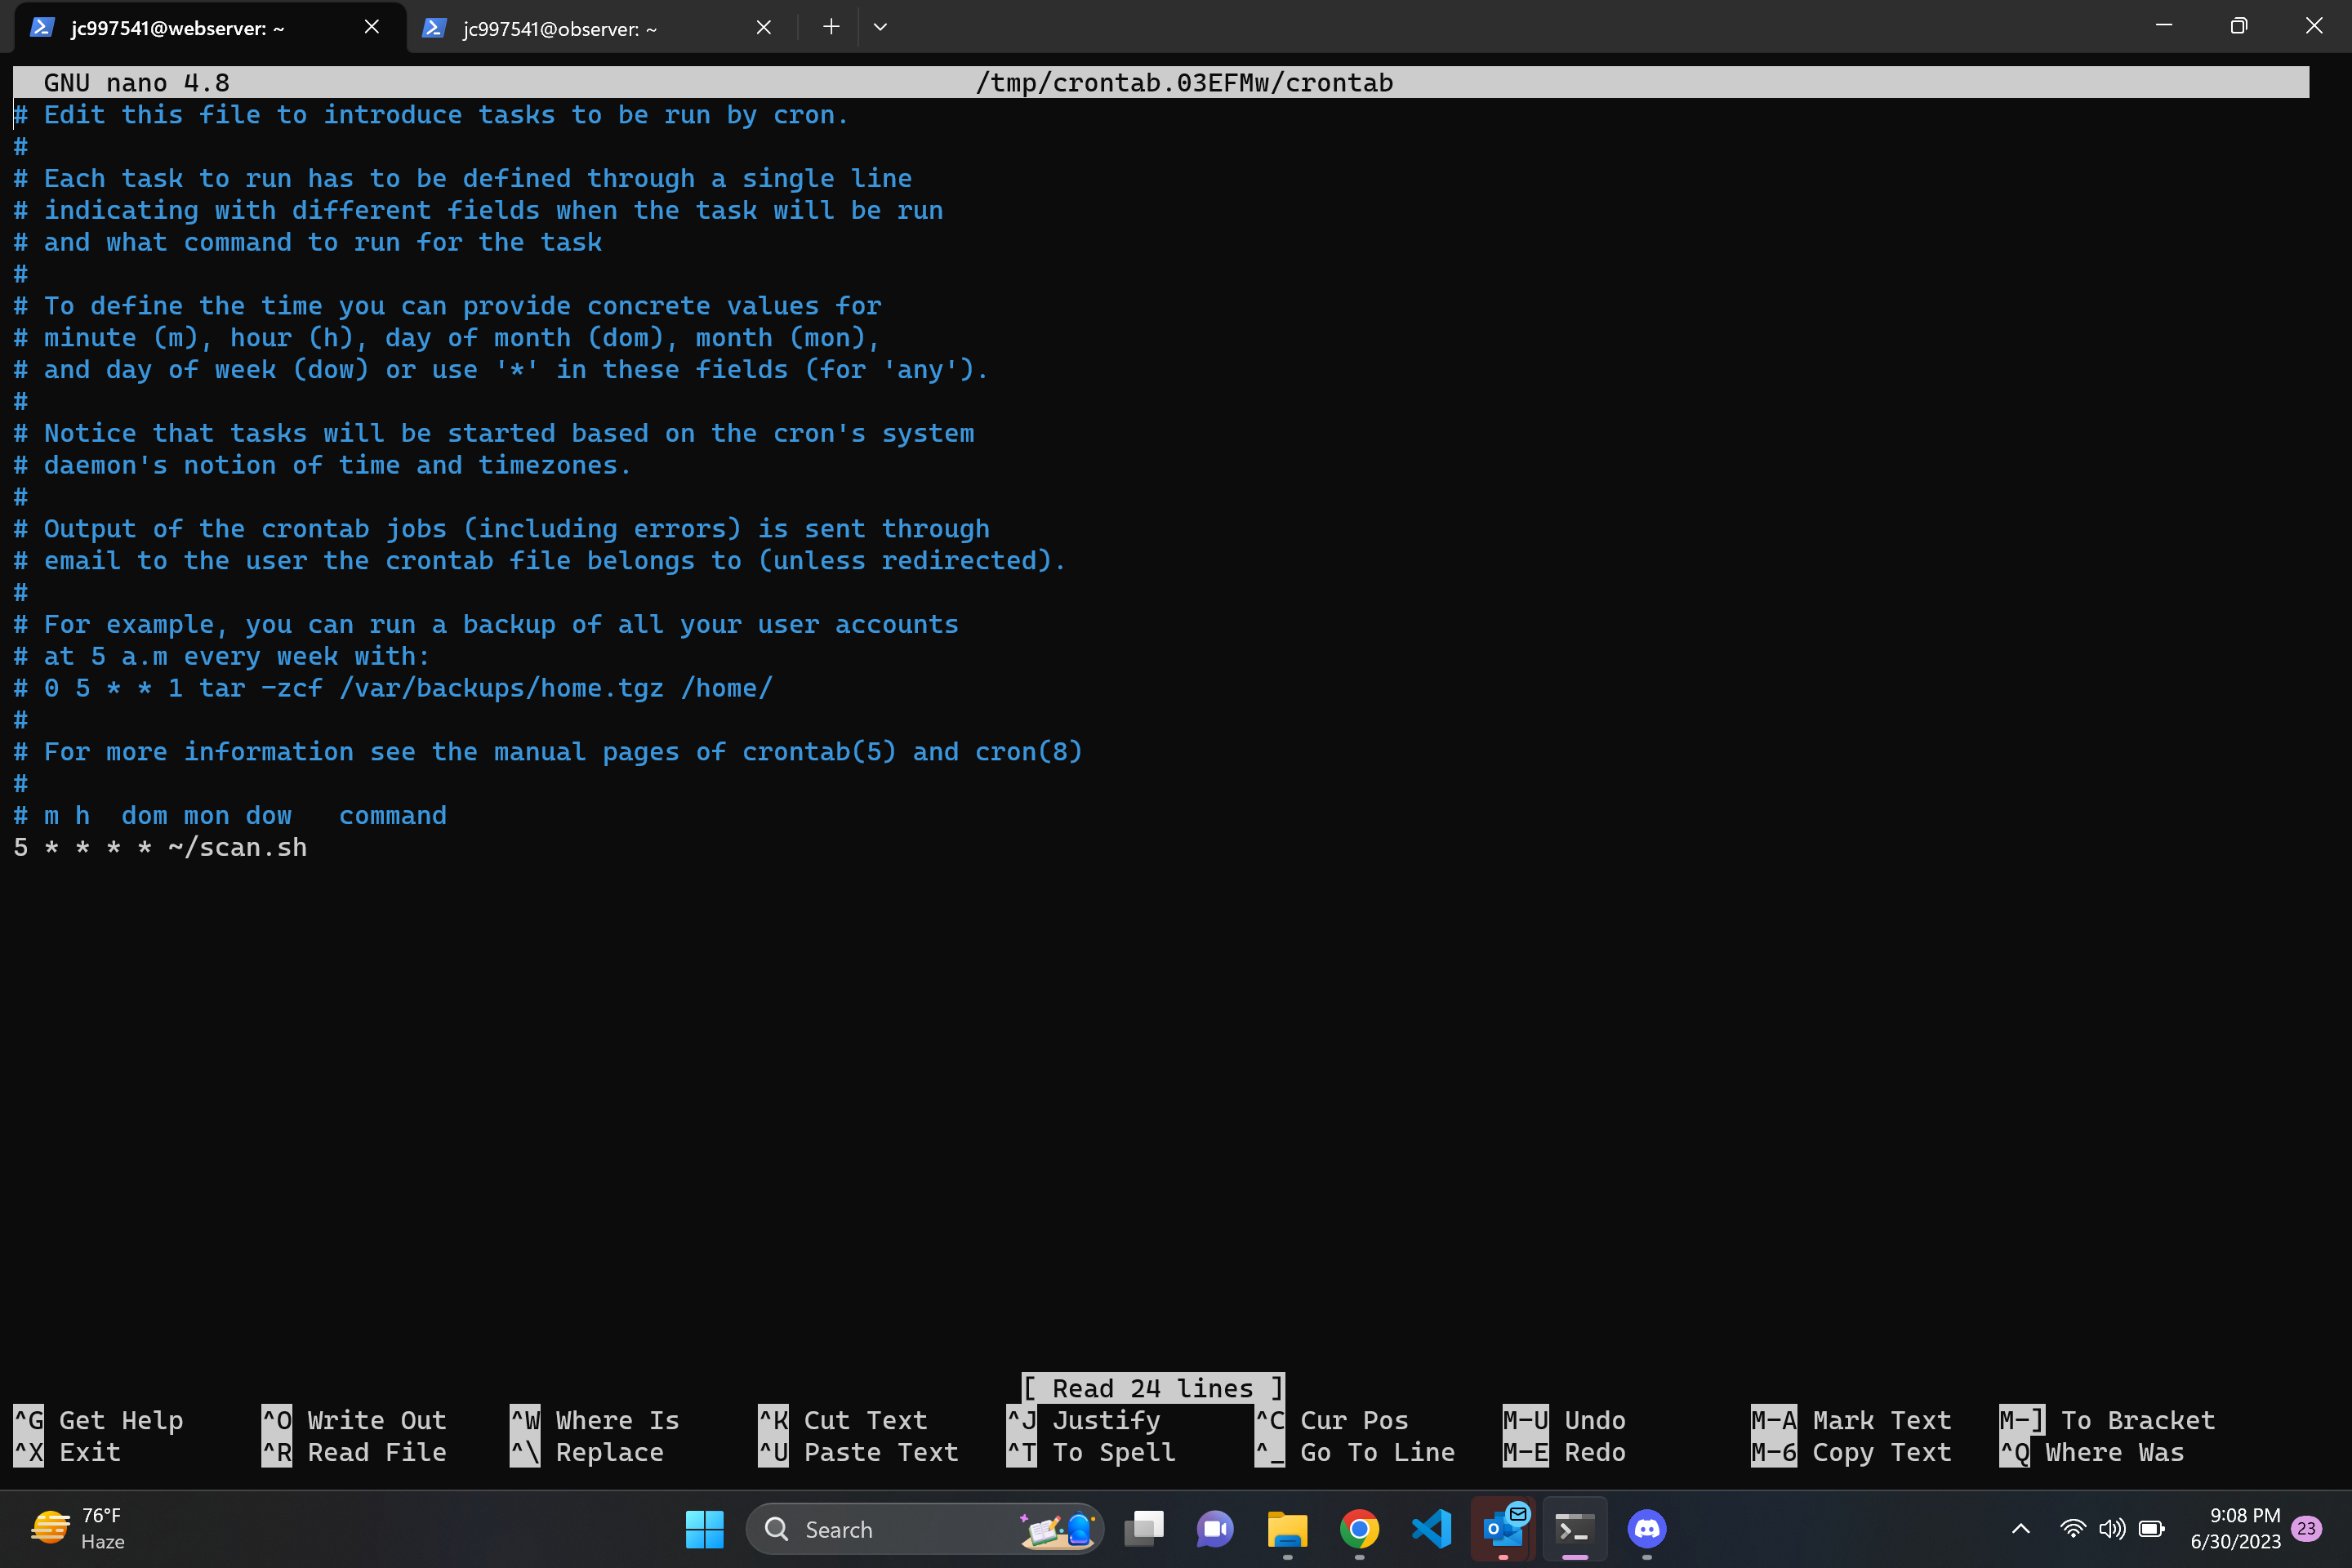 jc997541@webserver: ~
jc997541@observer: ~
GNU nano 4.8 /tmp/crontab.03EFMw/crontab
# Edit this file to introduce tasks to be run by cron.
#
# Each task to run has to be defined through a single line
# indicating with different fields when the task will be run
# and what command to run for the task
#
# To define the time you can provide concrete values for
# minute (m), hour (h), day of month (dom), month (mon),
# and day of week (dow) or use '*' in these fields (for 'any').
#
# Notice that tasks will be started based on the cron's system
# daemon's notion of time and timezones.
#
# Output of the crontab jobs (including errors) is sent through
# email to the user the crontab file belongs to (unless redirected).
#
# For example, you can run a backup of all your user accounts
# at 5 a.m every week with:
# 0 5 * * 1 tar -zcf /var/backups/home.tgz /home/
#
# For more information see the manual pages of crontab(5) and cron(8)
#
# m h  dom mon dow   command
5 * * * * ~/scan.sh
[ Read 24 lines ]
^G Get Help ^O Write Out ^W Where Is ^K Cut Text ^J Justify ^C Cur Pos M-U Undo M-A Mark Text M-] To Bracket
^X Exit ^R Read File ^\ Replace ^U Paste Text ^T To Spell ^_ Go To Line M-E Redo M-6 Copy Text ^Q Where Was
76°F
Haze
Search
9:08 PM
6/30/2023
23